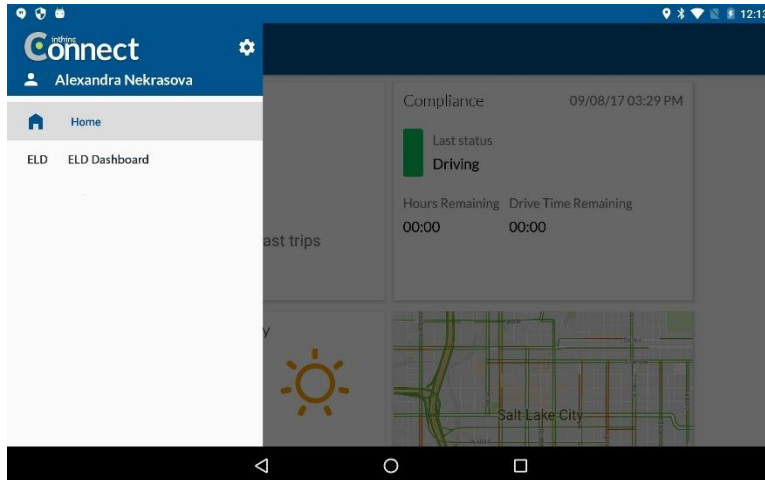 12:13
inthinc
Connect
Alexandra Nekrasova
Home
ELD ELD Dashboard
Compliance 09/08/17 03:29 PM
Last status
Driving
Hours Remaining Drive Time Remaining
00:00 00:00
ast trips
y
Salt Lake City